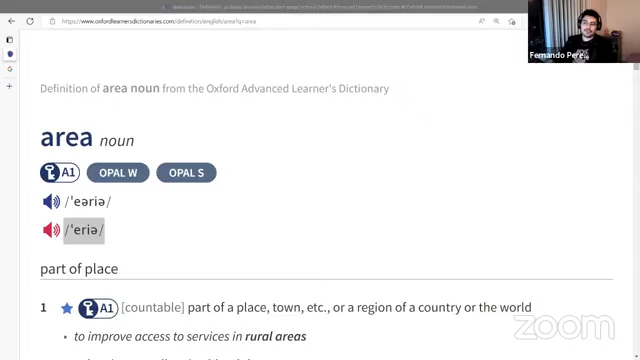 https://www.oxfordlearnersdictionaries.com/definition/english/area?q=area
Fernando Pere
Definition of area noun from the Oxford Advanced Learner's Dictionary
area noun
A1 OPAL W OPAL S
/ˈeəriə/
/ˈeriə/
part of place
1 A1 [countable] part of a place, town, etc., or a region of a country or the world
• to improve access to services in rural areas
zoom